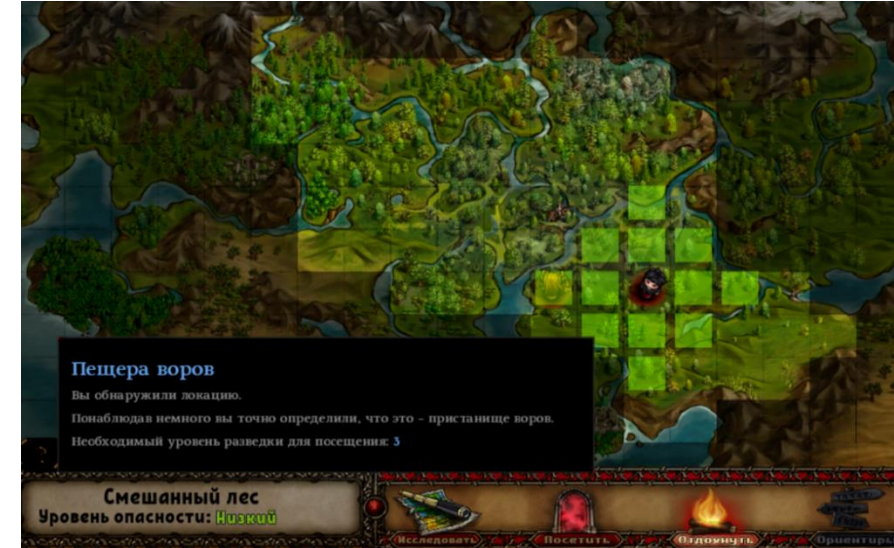 Пещера воров
Вы обнаружили локацию.
Понаблюдав немного вы точно определили, что это – пристанище воров.
Необходимый уровень разведки для посещения: 3
Смешанный лес
Уровень опасности: Низкий
Исследовать
Посетить
Отдохнуть
Ориентиры